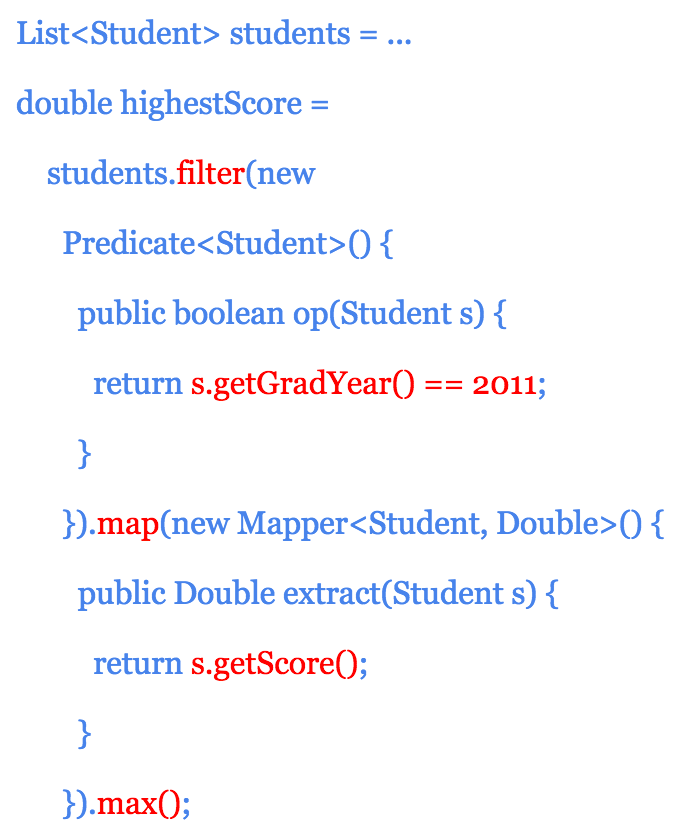 List<Student> students = ...
double highestScore =
students.filter(new
Predicate<Student>() {
public boolean op(Student s) {
return s.getGradYear() == 2011;
}
}).map(new Mapper<Student, Double>() {
public Double extract(Student s) {
return s.getScore();
}
}).max();